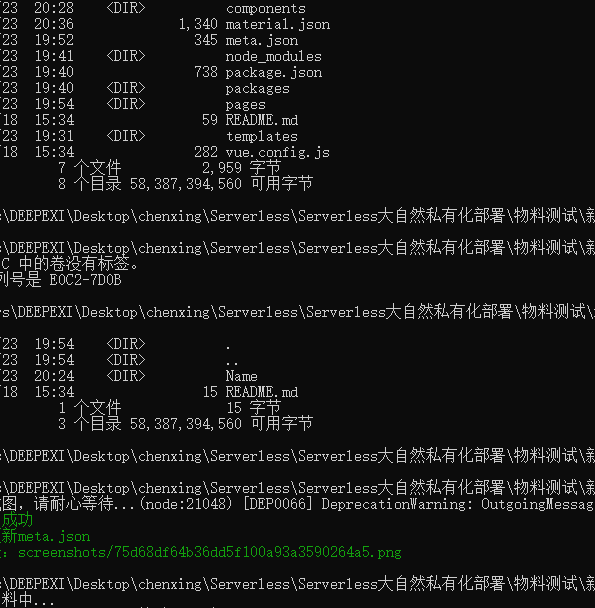 /23  20:28    <DIR>          components
/23  20:36             1,340 material.json
/23  19:52               345 meta.json
/23  19:41    <DIR>          node_modules
/23  19:40               738 package.json
/23  19:40    <DIR>          packages
/23  19:54    <DIR>          pages
/18  15:34                59 README.md
/23  19:31    <DIR>          templates
/18  15:34               282 vue.config.js
7 个文件          2,959 字节
8 个目录 58,387,394,560 可用字节
:\DEEPEXI\Desktop\chenxing\Serverless\Serverless大自然私有化部署\物料测试\新
:\DEEPEXI\Desktop\chenxing\Serverless\Serverless大自然私有化部署\物料测试\新
C 中的卷没有标签。
列号是 E0C2-7D0B
rs\DEEPEXI\Desktop\chenxing\Serverless\Serverless大自然私有化部署\物料测试\
/23  19:54    <DIR>          .
/23  19:54    <DIR>          ..
/23  20:24    <DIR>          Name
/18  15:34                15 README.md
1 个文件             15 字节
3 个目录 58,387,394,560 可用字节
:\DEEPEXI\Desktop\chenxing\Serverless\Serverless大自然私有化部署\物料测试\新
:\DEEPEXI\Desktop\chenxing\Serverless\Serverless大自然私有化部署\物料测试\新
图，请耐心等待...(node:21048) [DEP0066] DeprecationWarning: OutgoingMessag
成功
新meta.json
: screenshots/75d68df64b36dd5f100a93a3590264a5.png
:\DEEPEXI\Desktop\chenxing\Serverless\Serverless大自然私有化部署\物料测试\新
料中...